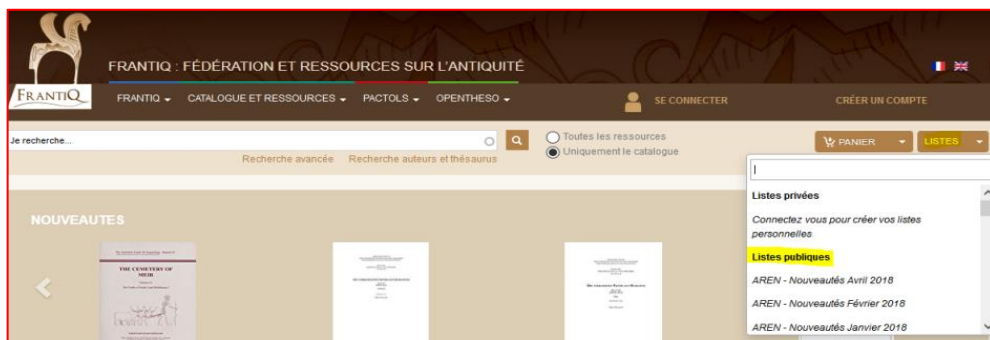 FRANTIQ : FÉDÉRATION ET RESSOURCES SUR L'ANTIQUITÉ
FRANTIQ
FRANTIQ CATALOGUE ET RESSOURCES PACTOLS OPENTHESO SE CONNECTER CRÉER UN COMPTE
Je recherche...
Recherche avancée Recherche auteurs et thésaurus
Toutes les ressources
Uniquement le catalogue
PANIER LISTES
Listes privées
Connectez vous pour créer vos listes
personnelles
Listes publiques
AREN - Nouveautés Avril 2018
AREN - Nouveautés Février 2018
AREN - Nouveautés Janvier 2018
NOUVEAUTES
THE CEMETERY OF
MEIR